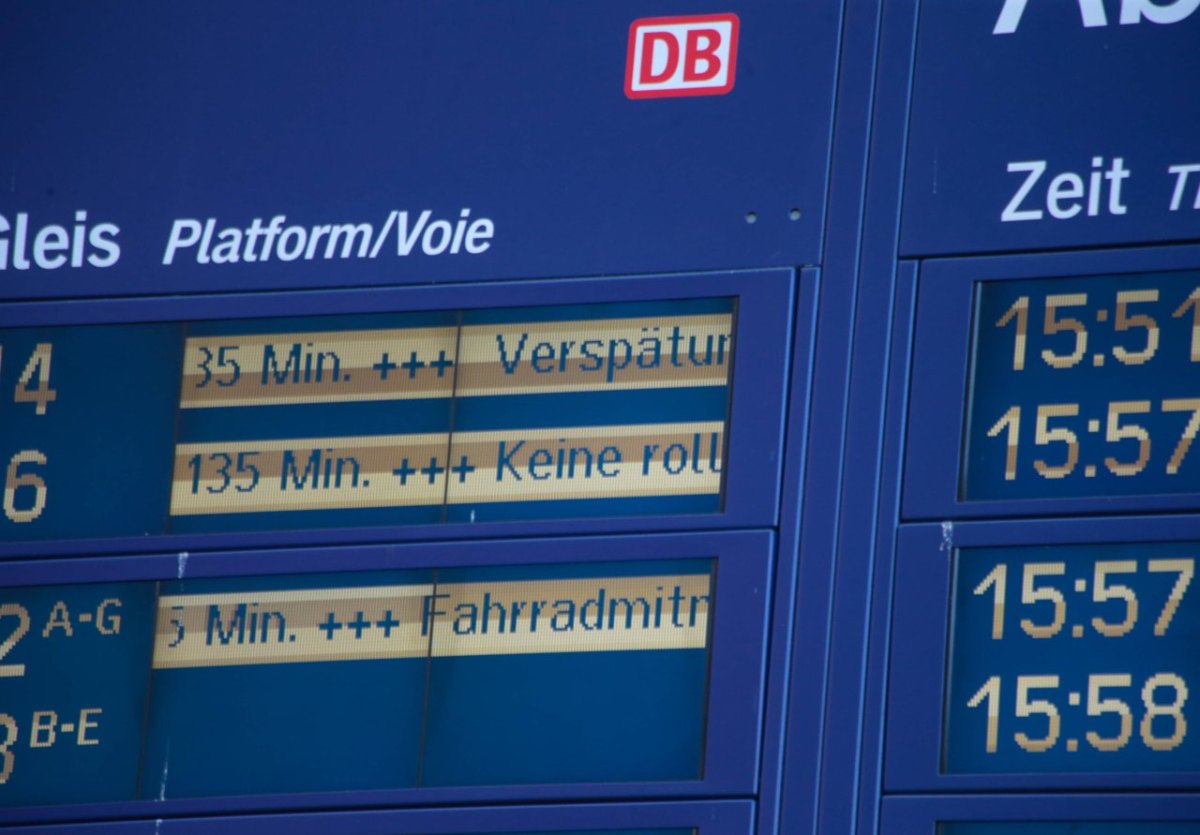 DB
Gleis Platform/Voie
4 35 Min. +++ Verspätun
6 135 Min. +++ Keine roll
2 A-G 5 Min. +++ Fahrradmitn
3 B-E
Zeit
15:51
15:57
15:57
15:58